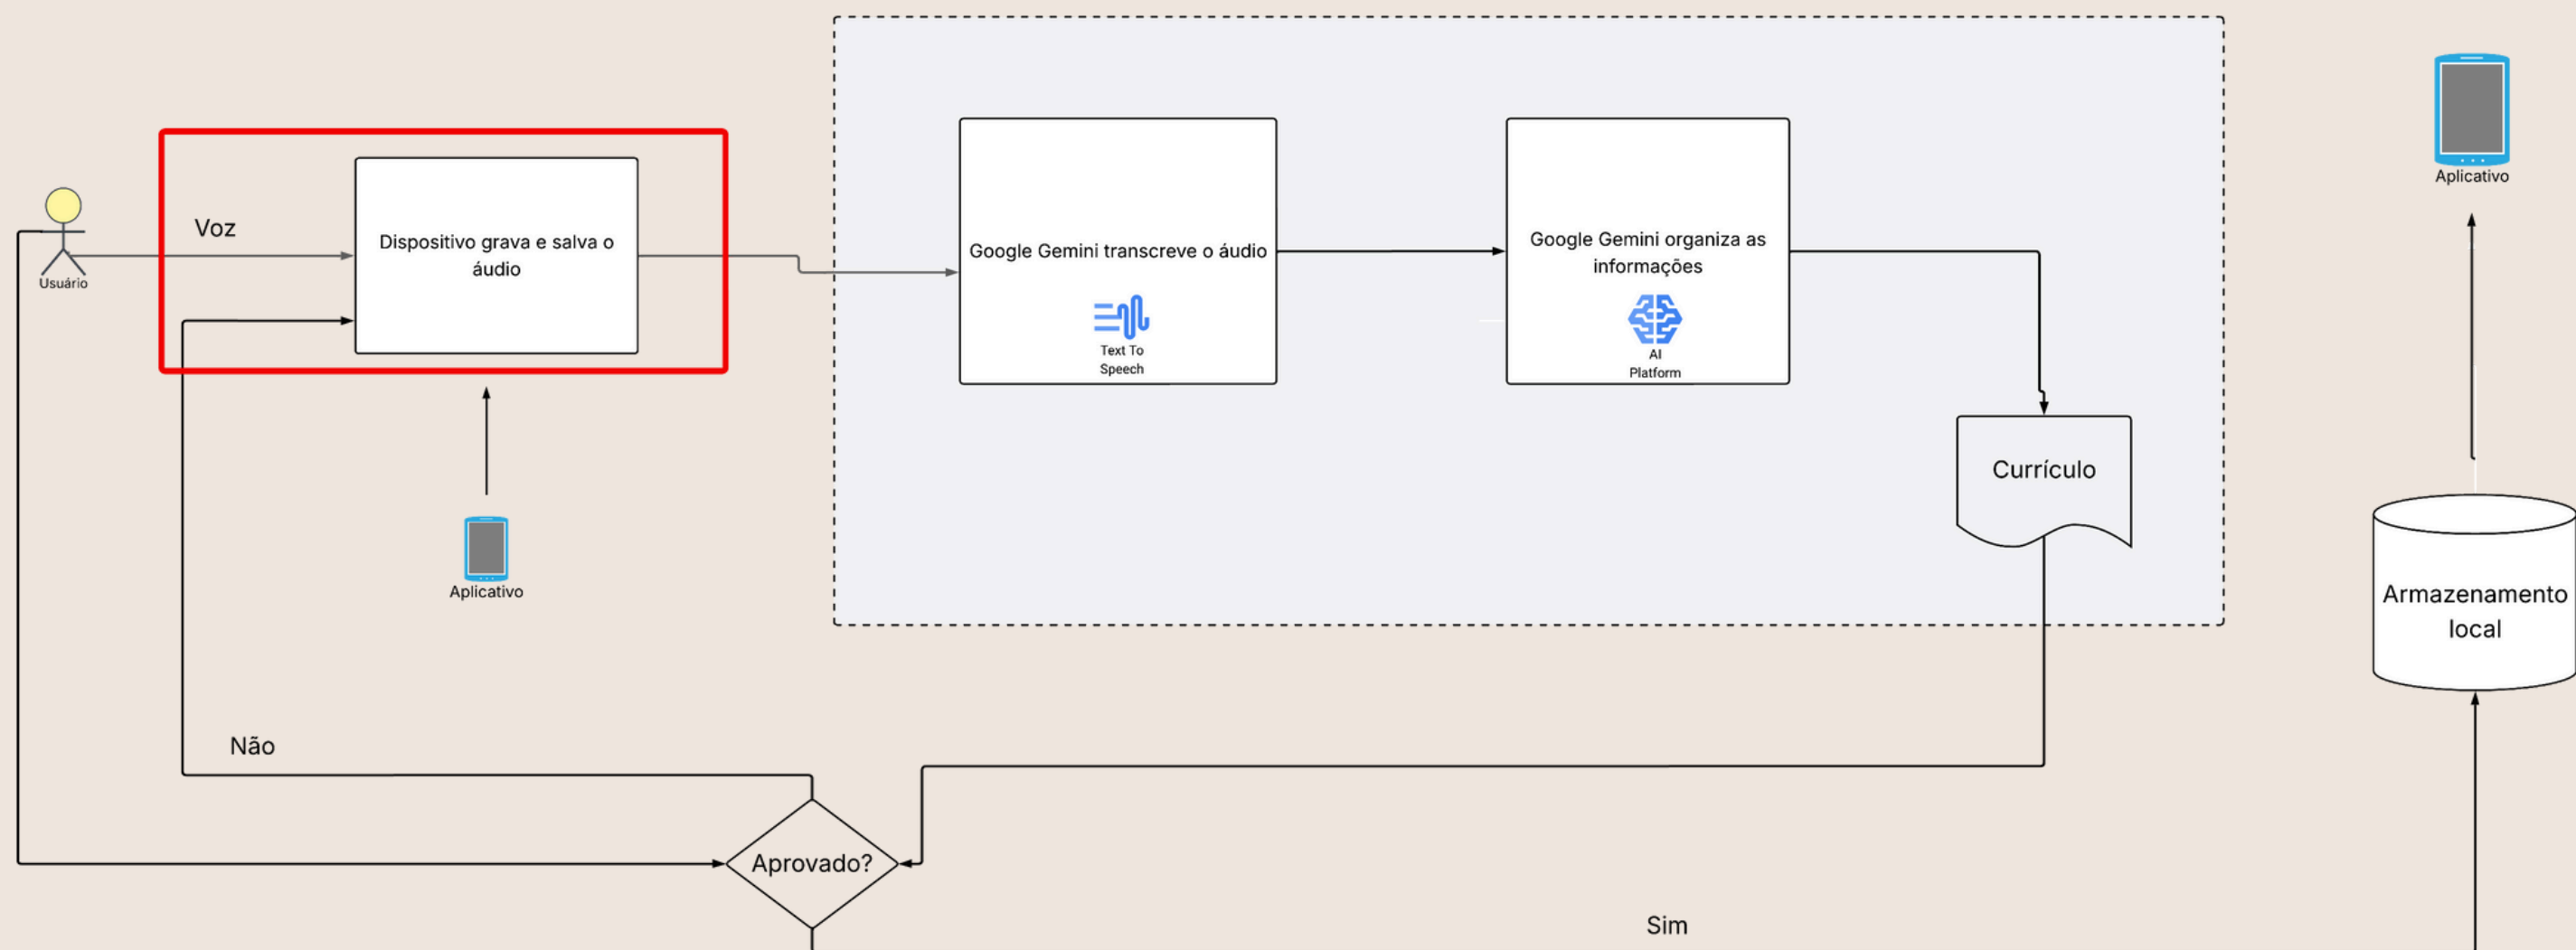 Usuário
Voz
Dispositivo grava e salva o
áudio
Aplicativo
Google Gemini transcreve o áudio
Text To
Speech
Google Gemini organiza as
informações
AI
Platform
Currículo
Aplicativo
Armazenamento
local
Não
Aprovado?
Sim